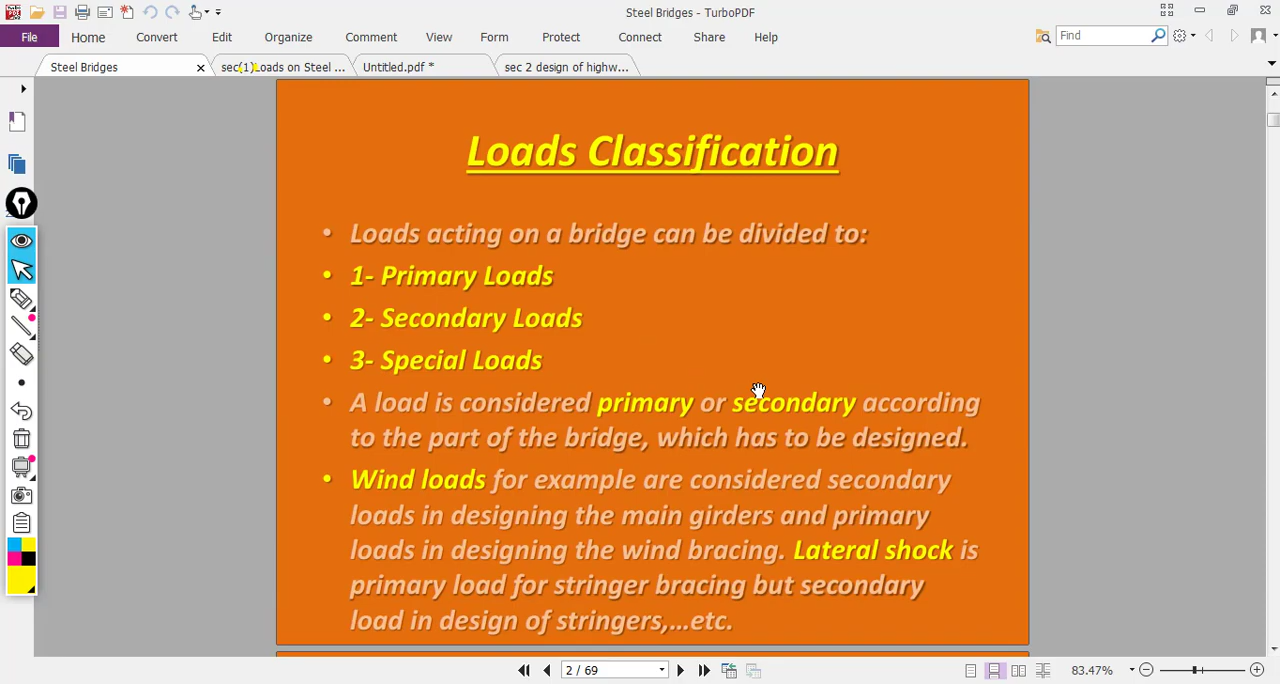 Steel Bridges - TurboPDF
File Home Convert Edit Organize Comment View Form Protect Connect Share Help Find
Steel Bridges sec(1)Loads on Steel ... Untitled.pdf * sec 2 design of highw...
Loads Classification
• Loads acting on a bridge can be divided to:
• 1- Primary Loads
• 2- Secondary Loads
• 3- Special Loads
• A load is considered primary or secondary according
to the part of the bridge, which has to be designed.
• Wind loads for example are considered secondary
loads in designing the main girders and primary
loads in designing the wind bracing. Lateral shock is
primary load for stringer bracing but secondary
load in design of stringers,...etc.
2 / 69 83.47%